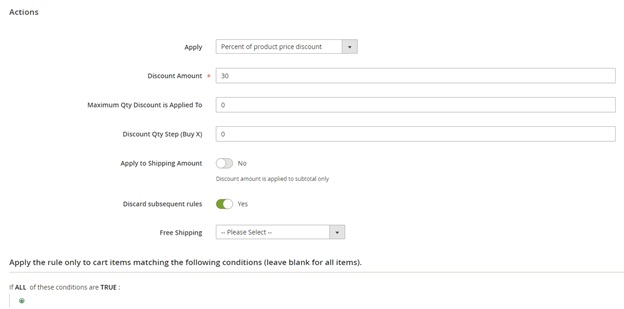 Actions
Apply Percent of product price discount
Discount Amount * 30
Maximum Qty Discount is Applied To 0
Discount Qty Step (Buy X) 0
Apply to Shipping Amount No
Discount amount is applied to subtotal only
Discard subsequent rules Yes
Free Shipping -- Please Select --
Apply the rule only to cart items matching the following conditions (leave blank for all items).
If ALL of these conditions are TRUE :